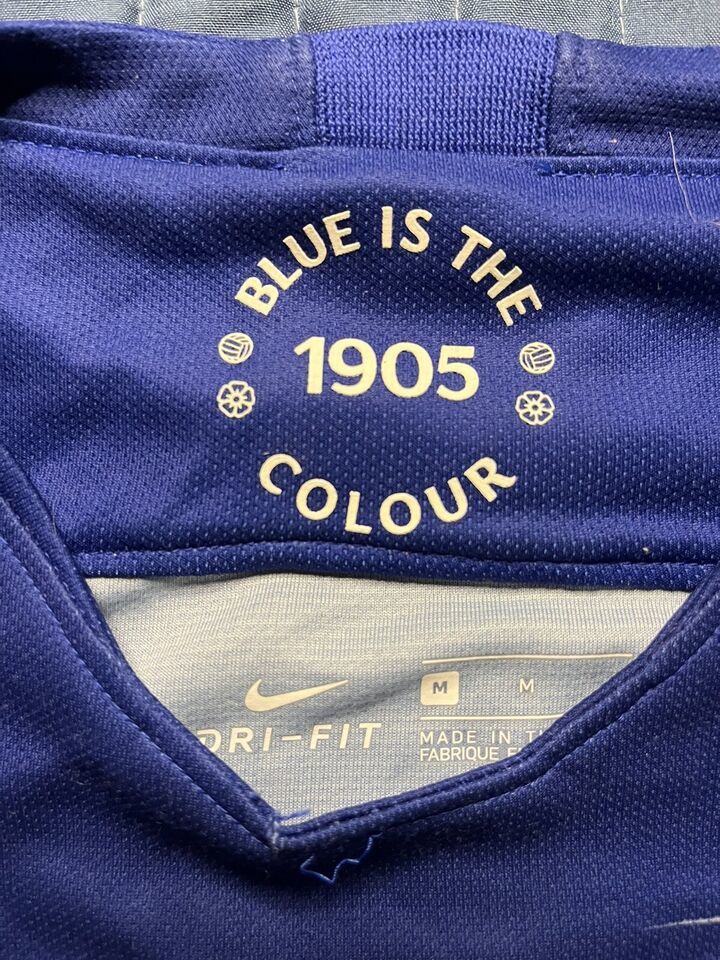 BLUE IS THE
1905
COLOUR
DRI-FIT
M M
MADE IN
FABRIQUE